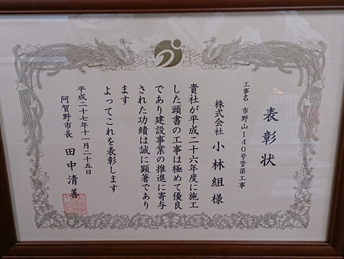 表彰状
工事名 市野山140号管渠工事
株式会社 小林組様
貴社が平成二十六年度に施工
した頭書の工事は極めて優良
であり建設事業の推進に寄与
された功績は誠に顕著であり
ます
よってこれを表彰します
平成二十七年十一月二十五日
阿賀野市長 田中清善